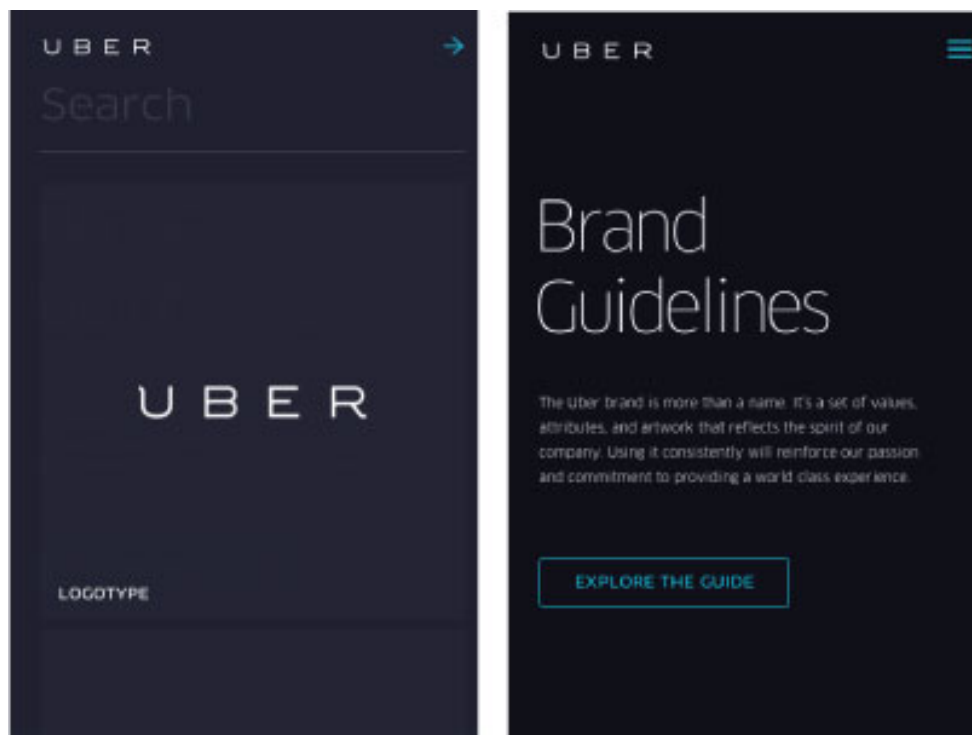 UBER
Search
UBER
LOGOTYPE
UBER
Brand
Guidelines
The Uber brand is more than a name. It's a set of values,
attributes, and artwork that reflects the spirit of our
company. Using it consistently will reinforce our passion
and commitment to providing a world class experience.
EXPLORE THE GUIDE